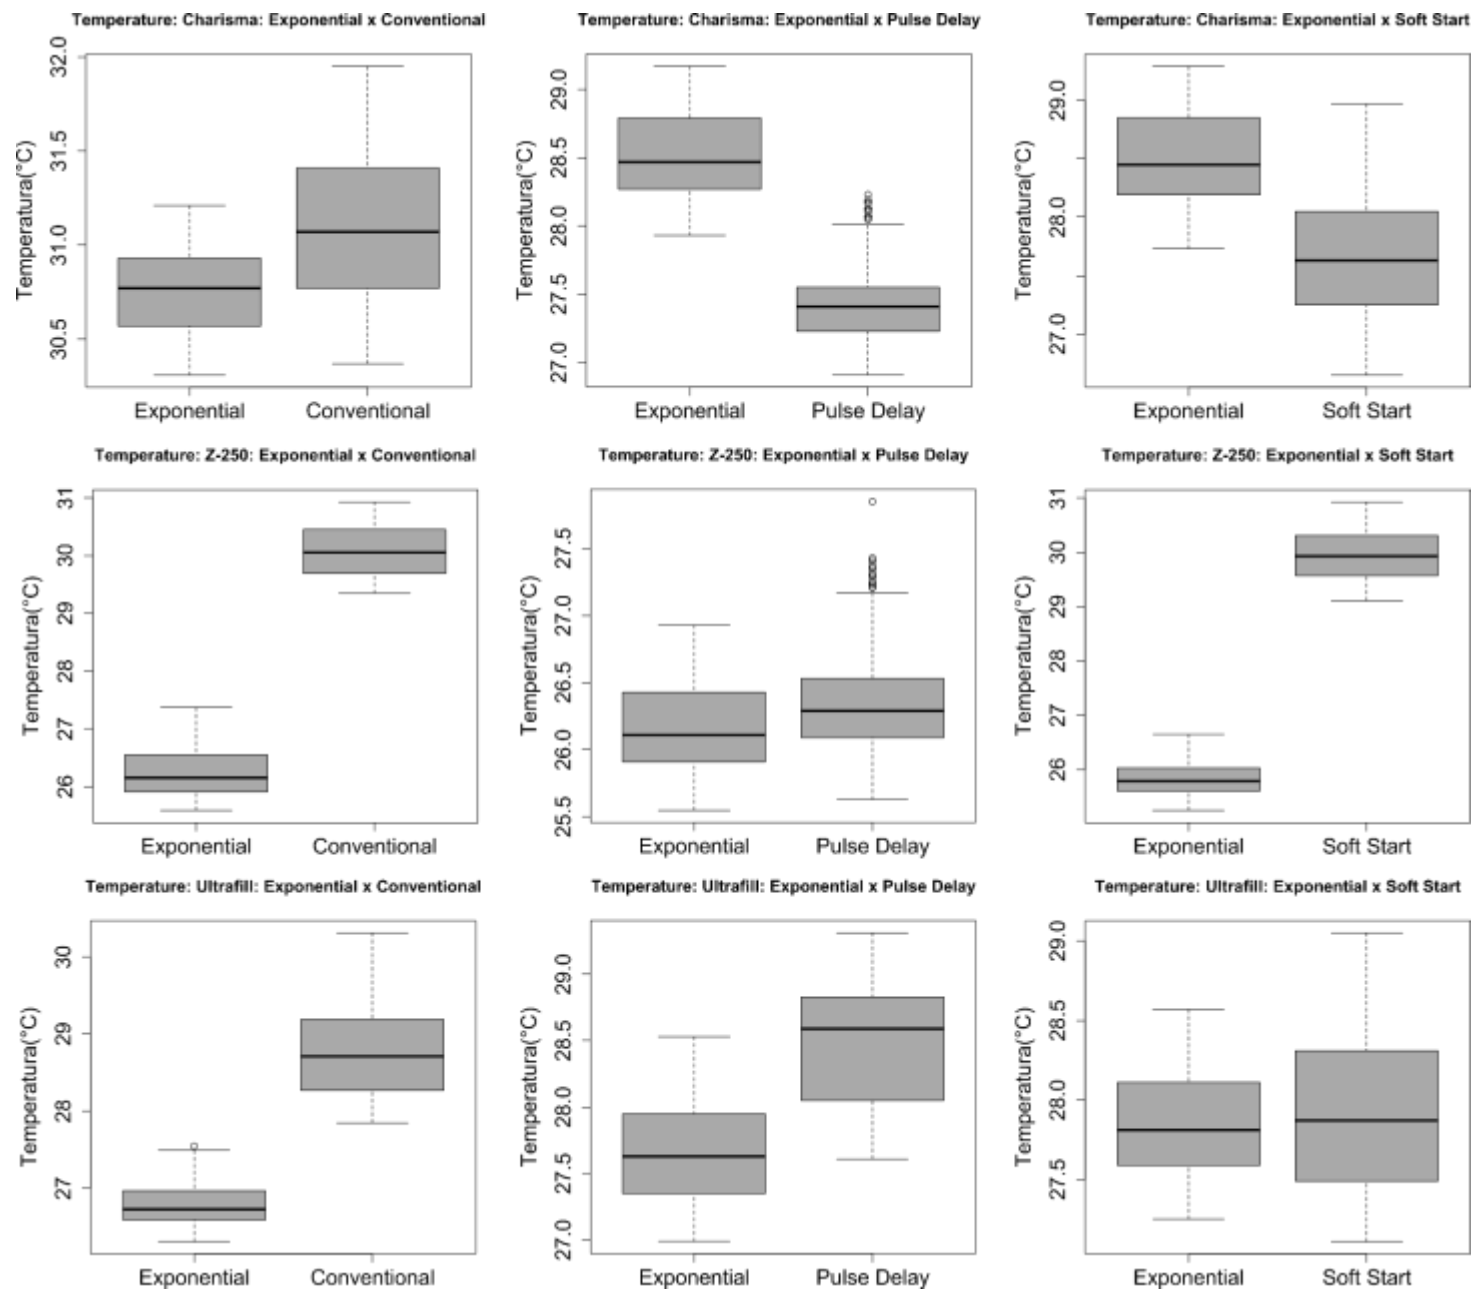 Temperature: Charisma: Exponential x Conventional
Temperatura(°C)
32.0
31.5
31.0
30.5
Exponential Conventional
Temperature: Charisma: Exponential x Pulse Delay
Temperatura(°C)
29.0
28.5
28.0
27.5
27.0
Exponential Pulse Delay
Temperature: Charisma: Exponential x Soft Start
Temperatura(°C)
29.0
28.0
27.0
Exponential Soft Start
Temperature: Z-250: Exponential x Conventional
Temperatura(°C)
31
30
29
28
27
26
Exponential Conventional
Temperature: Z-250: Exponential x Pulse Delay
Temperatura(°C)
27.5
27.0
26.5
26.0
25.5
Exponential Pulse Delay
Temperature: Z-250: Exponential x Soft Start
Temperatura(°C)
31
30
29
28
27
26
Exponential Soft Start
Temperature: Ultrafill: Exponential x Conventional
Temperatura(°C)
30
29
28
27
Exponential Conventional
Temperature: Ultrafill: Exponential x Pulse Delay
Temperatura(°C)
29.0
28.5
28.0
27.5
27.0
Exponential Pulse Delay
Temperature: Ultrafill: Exponential x Soft Start
Temperatura(°C)
29.0
28.5
28.0
27.5
Exponential Soft Start